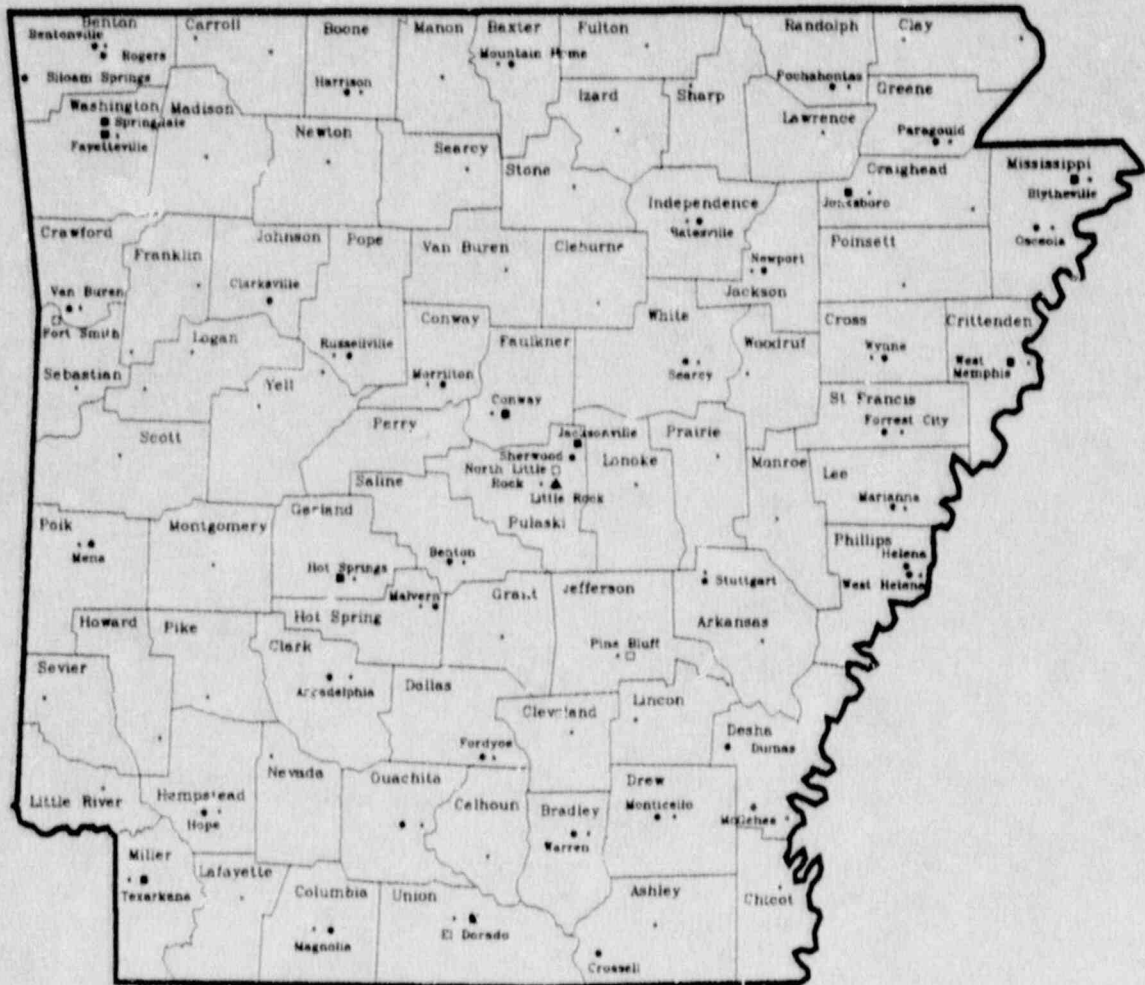 Benton
Carroll
Boone
Manon
Baxter
Fulton
Randolph
Clay
Bentonville
Rogers
Mountain Home
Siloam Springs
Harrison
Pochahontas
Izard
Sharp
Greene
Washington
Madison
Springdale
Fayetteville
Newton
Lawrence
Paragould
Searcy
Stone
Craighead
Mississippi
Blytheville
Jonesboro
Independence
Batesville
Crawford
Johnson
Pope
Van Buren
Cleburne
Poinsett
Osceola
Franklin
Newport
Van Buren
Clarksville
Jackson
Fort Smith
Logan
Conway
White
Cross
Crittenden
Russellville
Faulkner
Woodruf
Wynne
West
Memphis
Sebastian
Yell
Morrilton
Searcy
St Francis
Conway
Forrest City
Scott
Perry
Jacksonville
Prairie
Sherwood
Lonoke
Monroe
Lee
North Little
Rock
Little Rock
Saline
Marianna
Garland
Pulaski
Polk
Montgomery
Phillips
Mena
Benton
Helena
West Helena
Hot Springs
Stuttgart
Malvern
Grant
Jefferson
Hot Spring
Howard
Pike
Arkansas
Clark
Pine Bluff
Sevier
Arcadelphia
Dallas
Cleveland
Lincon
Desha
Dumas
Fordyce
Nevada
Ouachita
Drew
Little River
Hempstead
Calhoun
Bradley
Monticello
McGehee
Hope
Warren
Miller
Lafayette
Texarkana
Columbia
Union
Ashley
Chicot
Magnolia
El Dorado
Crossell